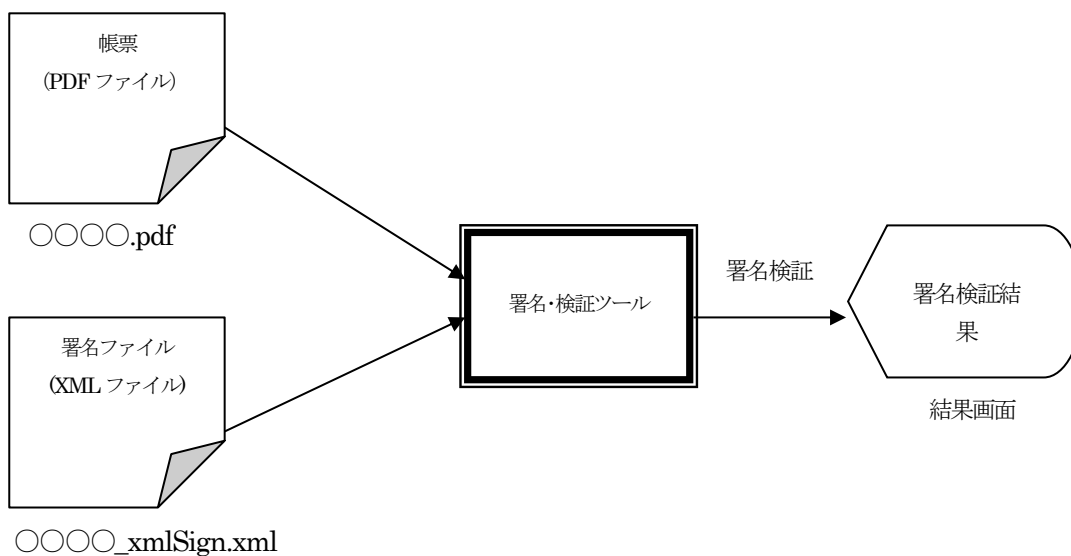 帳票
(PDF ファイル)
○○○○.pdf
署名ファイル
(XML ファイル)
○○○○_xmlSign.xml
署名・検証ツール
署名検証
署名検証結
果
結果画面